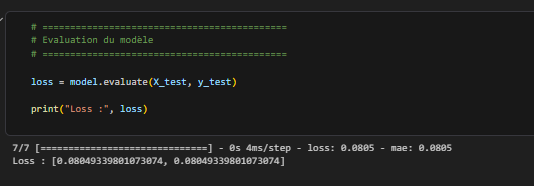 # ============================================
# Evaluation du modèle
# ============================================
loss = model.evaluate(X_test, y_test)
print("Loss :", loss)
7/7 [==============================] - 0s 4ms/step - loss: 0.0805 - mae: 0.0805
Loss : [0.08049339801073074, 0.08049339801073074]